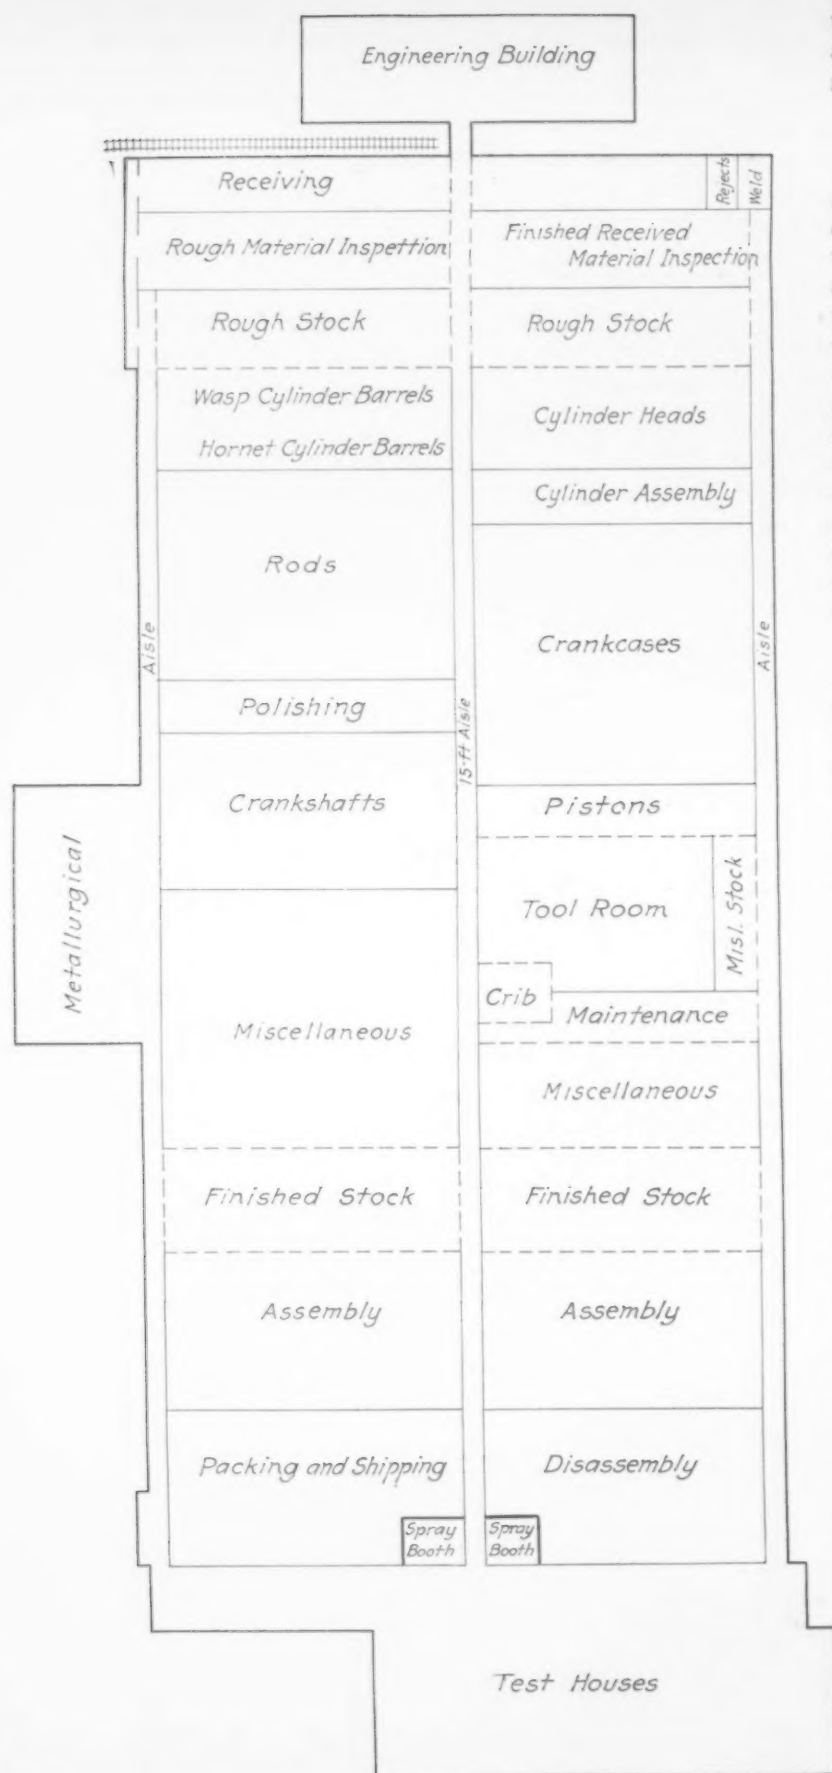 Engineering Building
Receiving
Rejects
Weld
Rough Material Inspettion
Finished Received
Material Inspection
Rough Stock
Rough Stock
Wasp Cylinder Barrels
Hornet Cylinder Barrels
Cylinder Heads
Cylinder Assembly
Rods
Crankcases
Aisle
Aisle
Polishing
15-ft Aisle
Crankshafts
Pistons
Metallurgical
Tool Room
Misl. Stock
Crib
Maintenance
Miscellaneous
Miscellaneous
Finished Stock
Finished Stock
Assembly
Assembly
Packing and Shipping
Disassembly
Spray
Booth
Spray
Booth
Test Houses